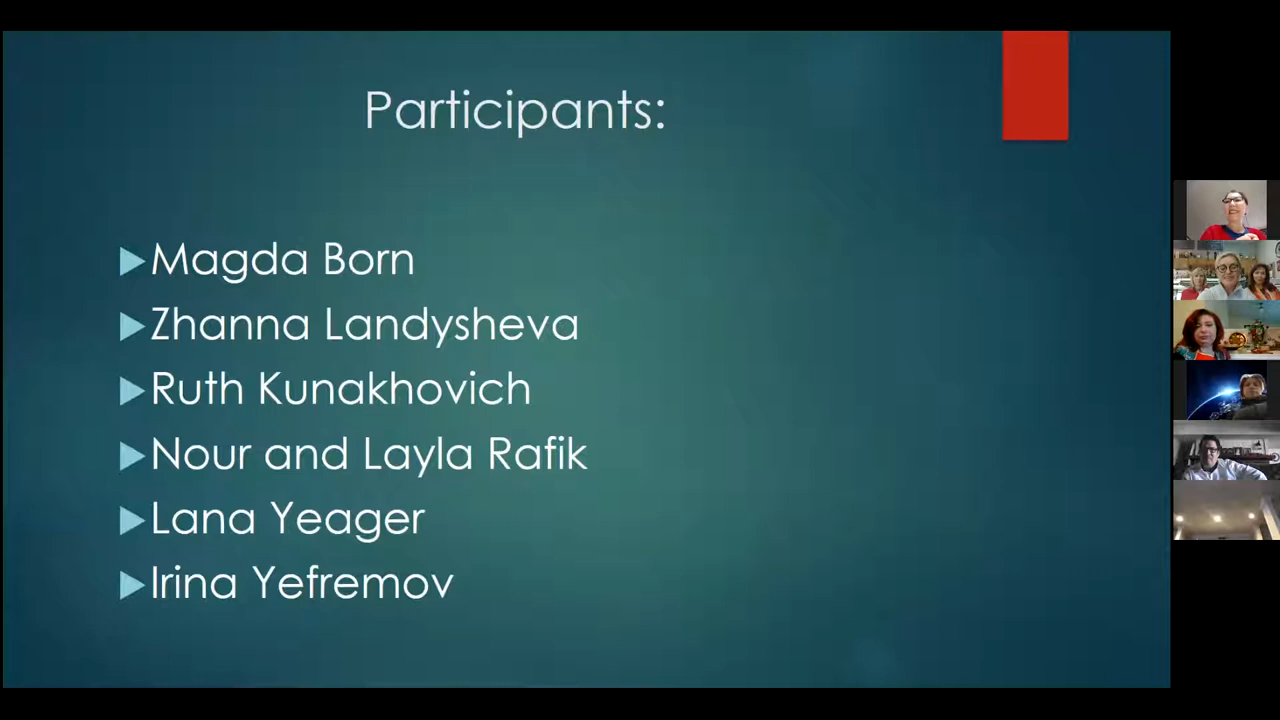 Participants:
Magda Born
Zhanna Landysheva
Ruth Kunakhovich
Nour and Layla Rafik
Lana Yeager
Irina Yefremov